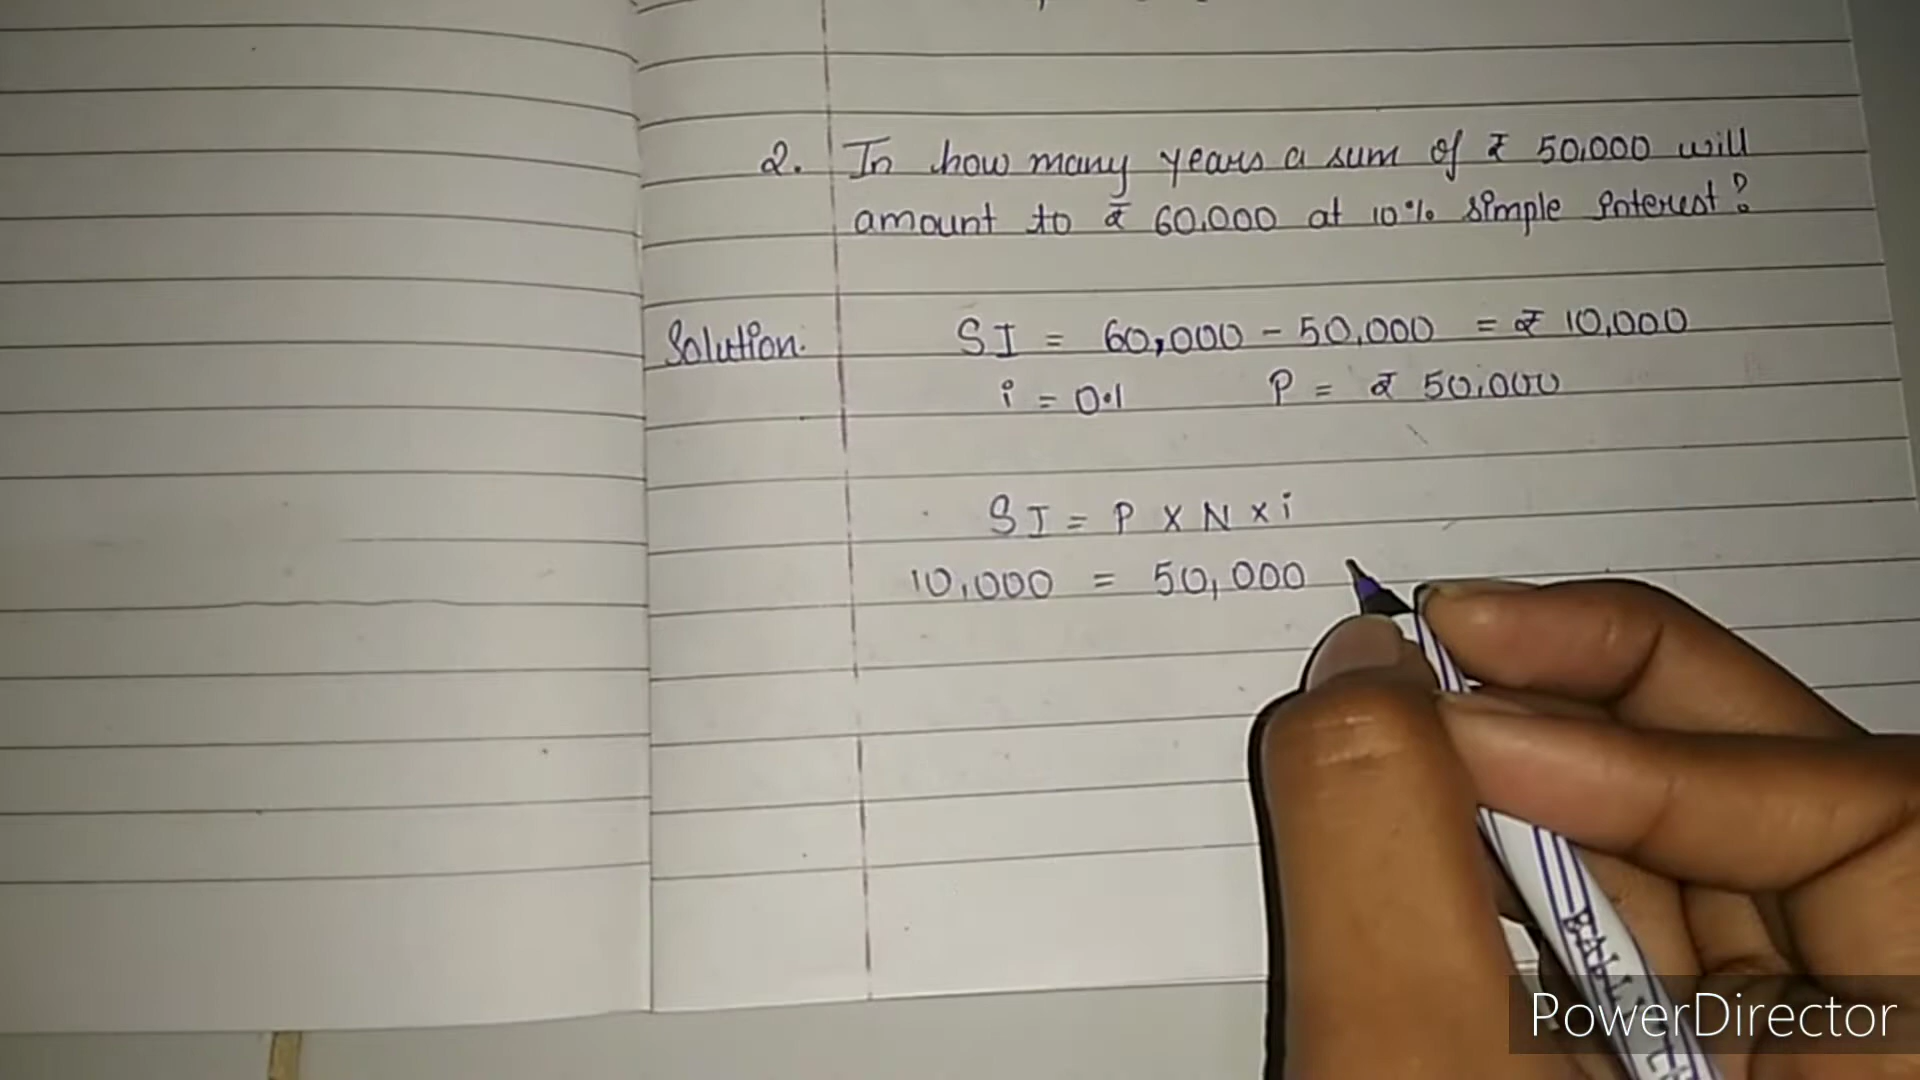 2. In how many years a sum of ₹ 50,000 will
amount to ₹ 60,000 at 10% simple interest?
Solution. SI = 60,000 - 50,000 = ₹ 10,000
i = 0.1 P = ₹ 50,000
SI = P × N × i
10,000 = 50,000
PowerDirector